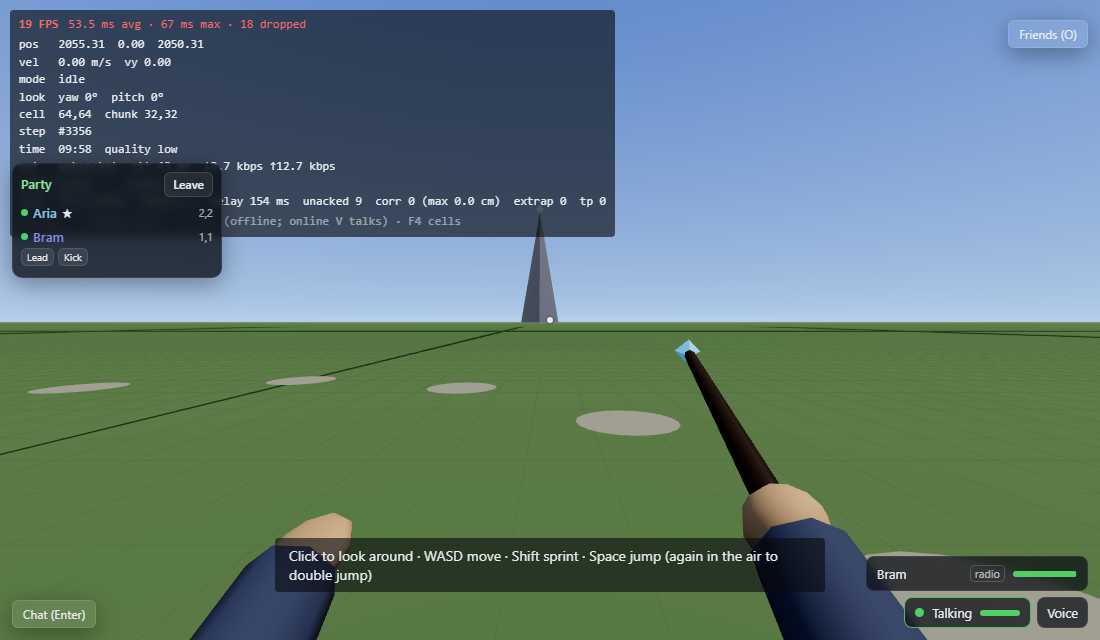 19 FPS 53.5 ms avg · 67 ms max · 18 dropped
Friends (O)
pos 2055.31 0.00 2050.31
vel 0.00 m/s vy 0.00
mode idle
look yaw 0° pitch 0°
cell 64,64 chunk 32,32
step #3356
time 09:58 quality low
.7 kbps ↑12.7 kbps
Party Leave
154 ms unacked 9 corr 0 (max 0.0 cm) extrap 0 tp 0
Aria ★ 2,2
(offline; online V talks) · F4 cells
Bram 1,1
Lead Kick
Click to look around · WASD move · Shift sprint · Space jump (again in the air to
double jump)
Bram radio
Chat (Enter)
Talking
Voice